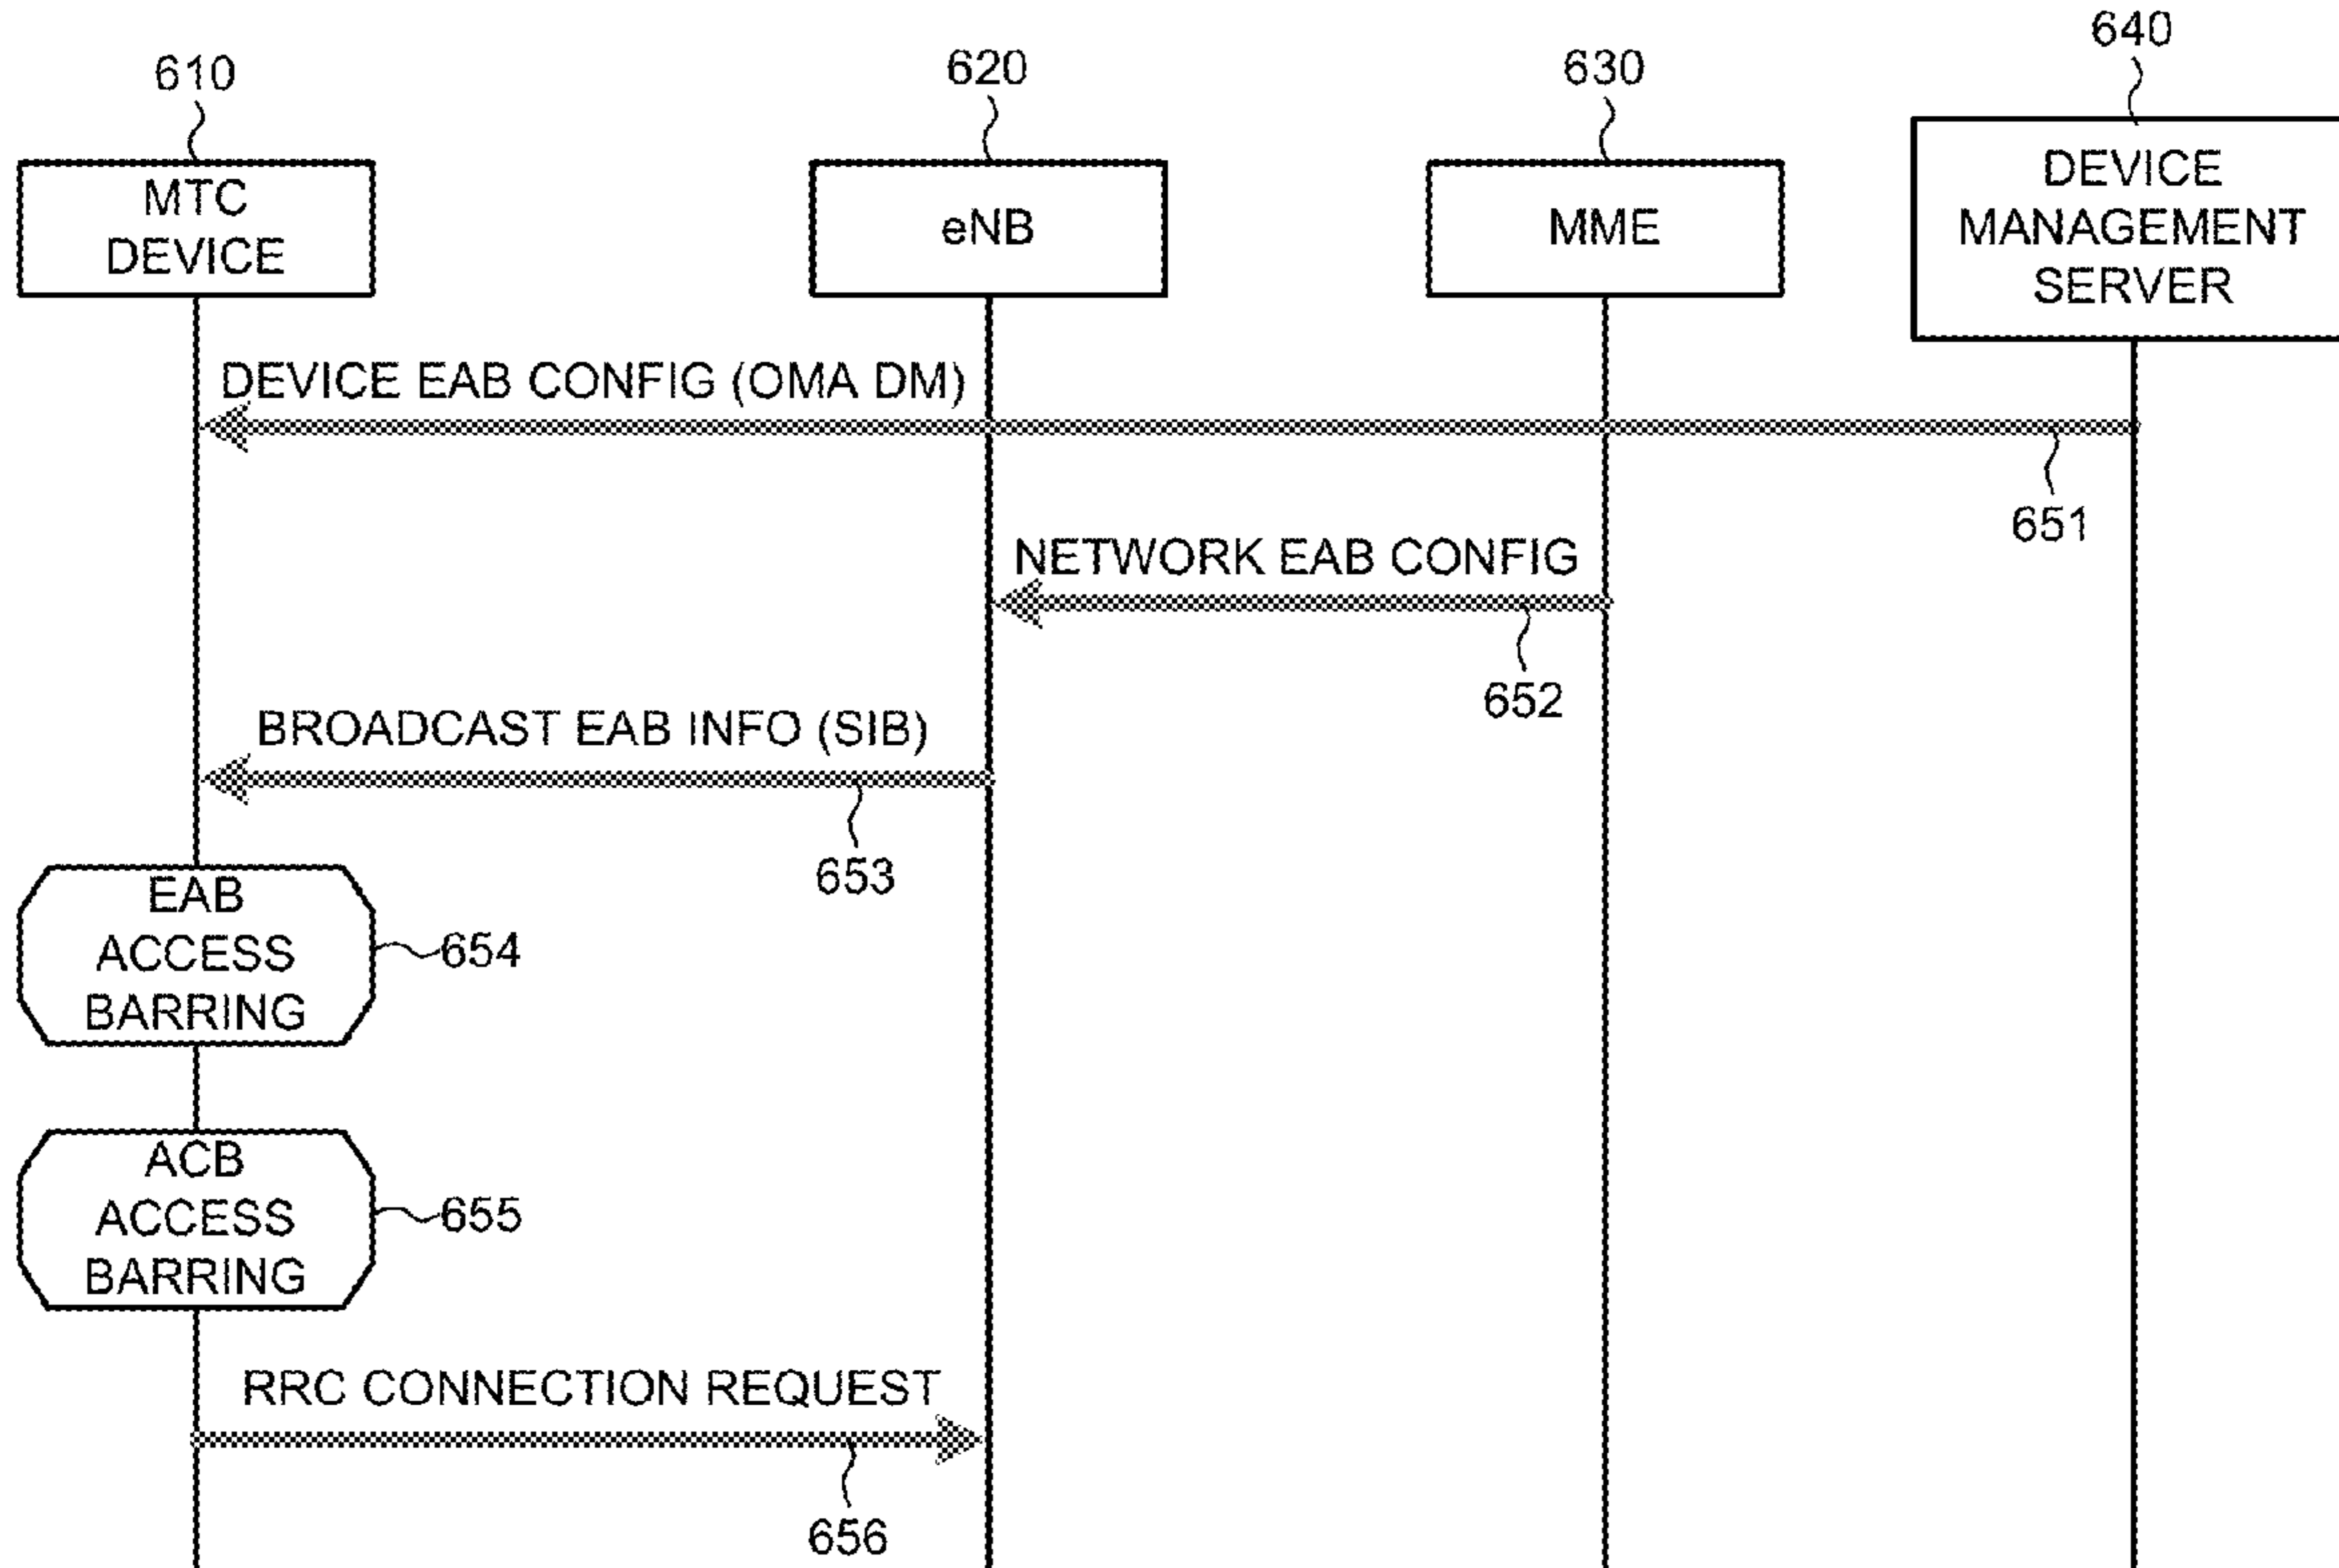 640
610
620
630
MTC
DEVICE
eNB
MME
DEVICE
MANAGEMENT
SERVER
DEVICE EAB CONFIG (OMA DM)
651
NETWORK EAB CONFIG
652
BROADCAST EAB INFO (SIB)
653
EAB
ACCESS
BARRING
654
ACB
ACCESS
BARRING
655
RRC CONNECTION REQUEST
656